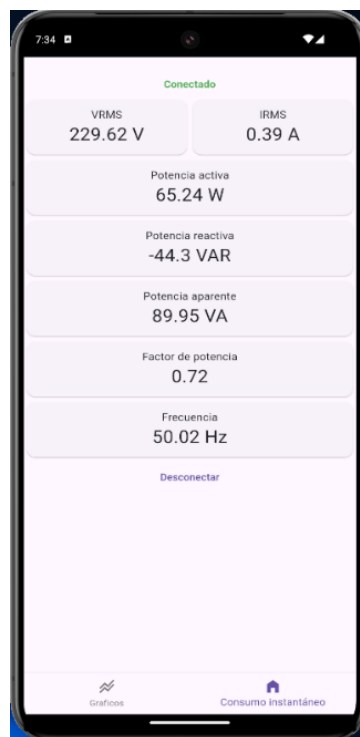 7:34
Conectado
VRMS IRMS
229.62 V 0.39 A
Potencia activa
65.24 W
Potencia reactiva
-44.3 VAR
Potencia aparente
89.95 VA
Factor de potencia
0.72
Frecuencia
50.02 Hz
Desconectar
Graficos Consumo instantáneo